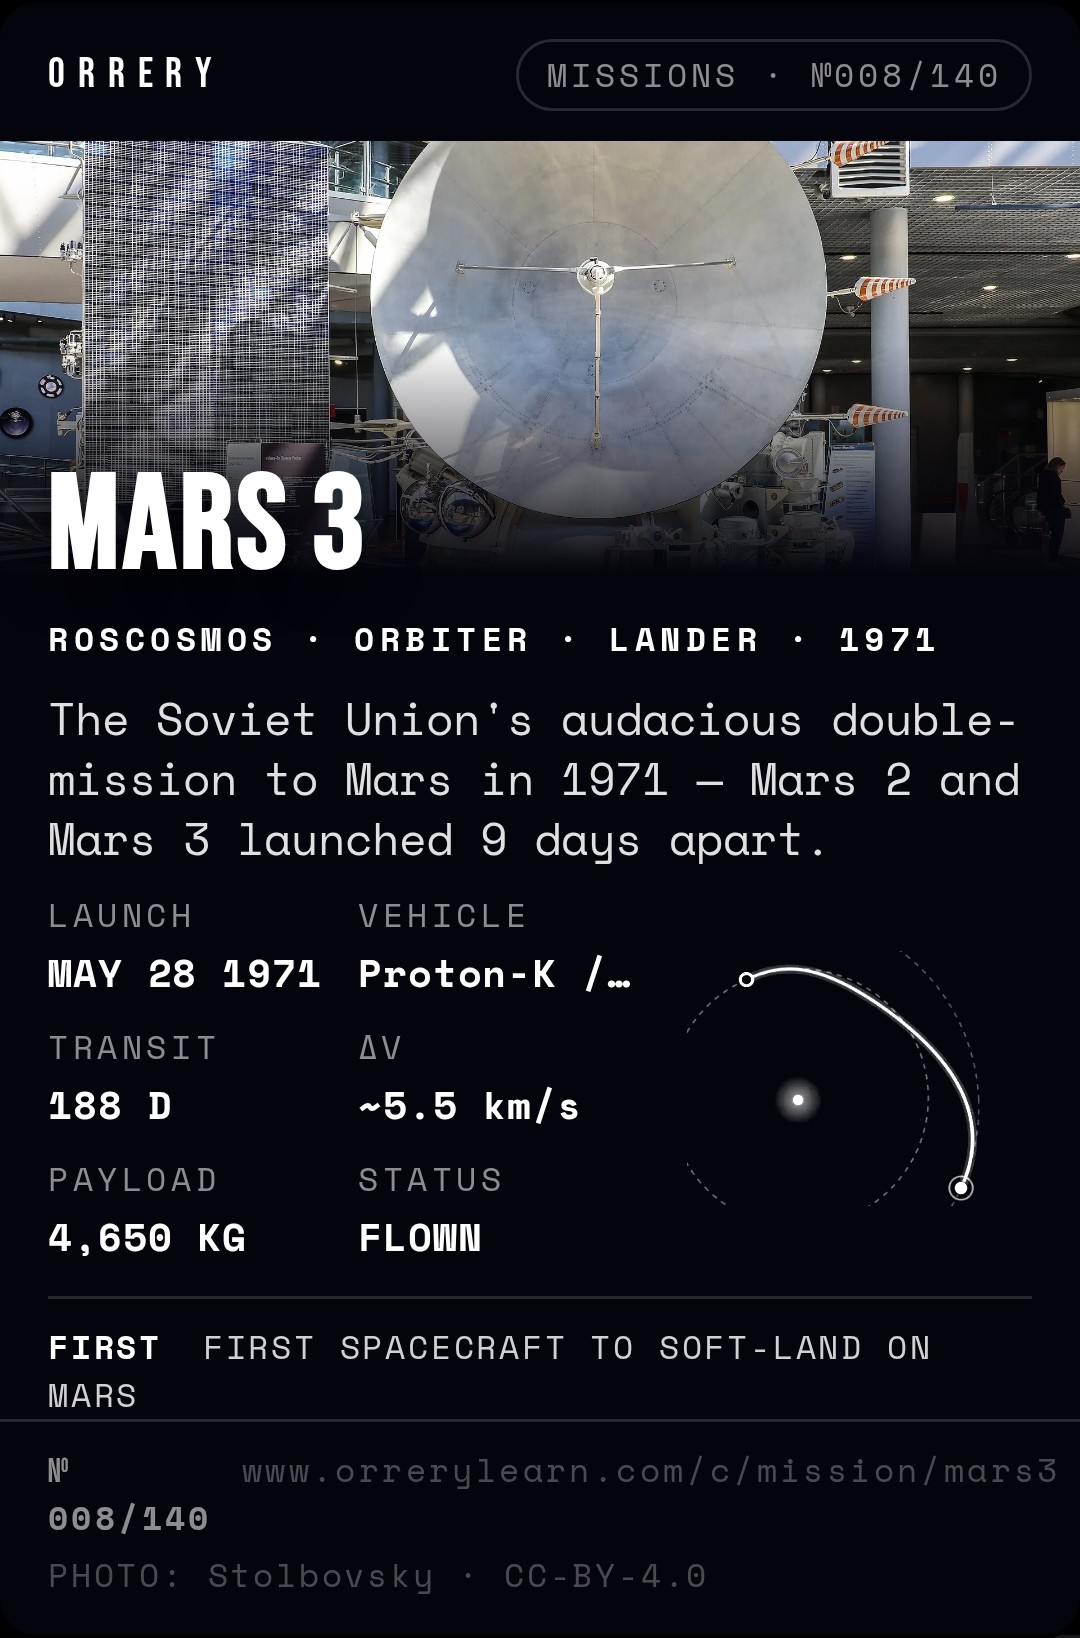 ORRERY
MISSIONS · №008/140
MARS 3
ROSCOSMOS · ORBITER · LANDER · 1971
The Soviet Union's audacious double-
mission to Mars in 1971 — Mars 2 and
Mars 3 launched 9 days apart.
LAUNCH VEHICLE
MAY 28 1971 Proton-K /…
TRANSIT ΔV
188 D ~5.5 km/s
PAYLOAD STATUS
4,650 KG FLOWN
FIRST FIRST SPACECRAFT TO SOFT-LAND ON
MARS
№ www.orrerylearn.com/c/mission/mars3
008/140
PHOTO: Stolbovsky · CC-BY-4.0